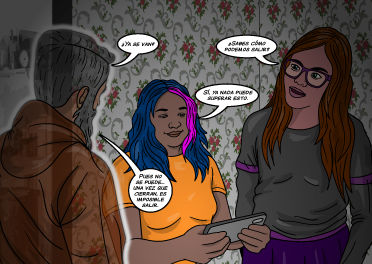 ¿YA SE VAN?
¿SABES CÓMO
PODEMOS SALIR?
SÍ, YA NADA PUEDE
SUPERAR ESTO.
PUES NO
SE PUEDE...
UNA VEZ QUE
CIERRAN, ES
IMPOSIBLE
SALIR.